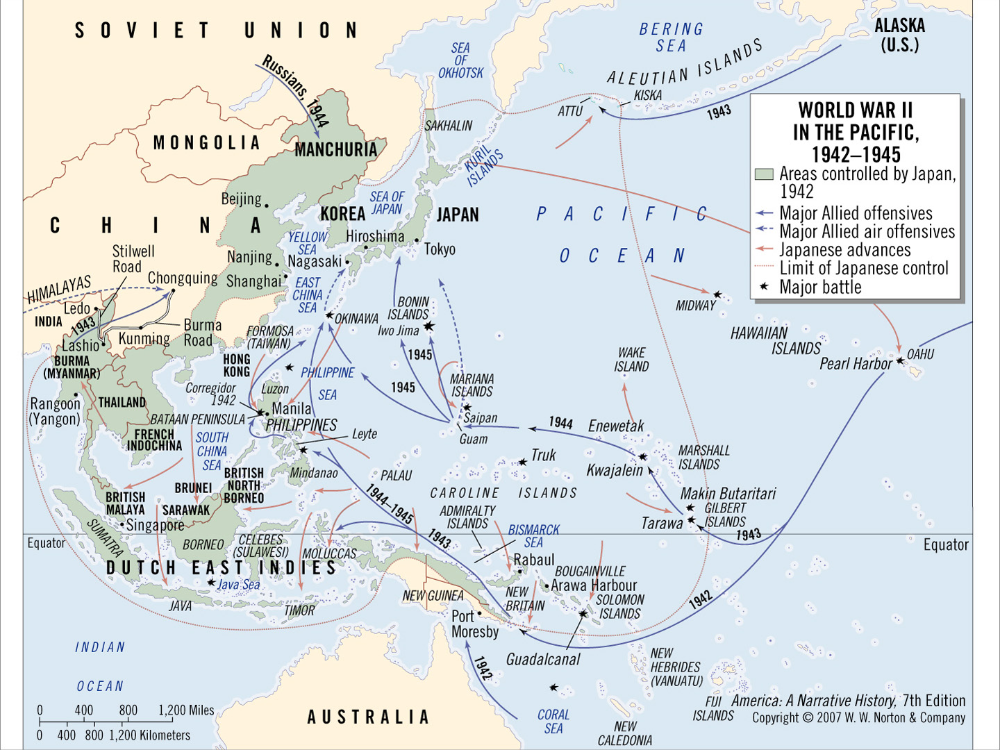 SOVIET UNION
BERING
SEA
ALASKA
(U.S.)
SEA
OF
OKHOTSK
ALEUTIAN ISLANDS
Russians, 1944
KISKA
ATTU
1943
WORLD WAR II
IN THE PACIFIC,
1942–1945
Areas controlled by Japan,
1942
Major Allied offensives
Major Allied air offensives
Japanese advances
Limit of Japanese control
Major battle
MONGOLIA
MANCHURIA
SAKHALIN
KURIL
ISLANDS
Beijing
SEA OF
JAPAN
KOREA
JAPAN
PACIFIC
OCEAN
CHINA
YELLOW
SEA
Hiroshima
Tokyo
Stilwell
Road
Nanjing
Nagasaki
Shanghai
Chongquing
EAST
CHINA
SEA
HIMALAYAS
Ledo
INDIA
1943
Lashio
Kunming
Burma
Road
BURMA
(MYANMAR)
FORMOSA
(TAIWAN)
OKINAWA
BONIN
ISLANDS
Iwo Jima
MIDWAY
HAWAIIAN
ISLANDS
OAHU
Pearl Harbor
WAKE
ISLAND
HONG
KONG
1945
PHILIPPINE
SEA
1945
MARIANA
ISLANDS
Saipan
Guam
Corregidor
1942
Luzon
Manila
BATAAN PENINSULA
PHILIPPINES
Rangoon
(Yangon)
THAILAND
FRENCH
INDOCHINA
SOUTH
CHINA
SEA
Leyte
Mindanao
PALAU
1944
Enewetak
Truk
Kwajalein
MARSHALL
ISLANDS
CAROLINE ISLANDS
Makin Butaritari
GILBERT
ISLANDS
Tarawa
1943
BRITISH
NORTH
BORNEO
BRUNEI
SARAWAK
BRITISH
MALAYA
Singapore
1944–1945
ADMIRALTY
ISLANDS
BISMARCK
SEA
1943
Equator
Equator
SUMATRA
BORNEO
CELEBES
(SULAWESI)
MOLUCCAS
DUTCH EAST INDIES
Java Sea
JAVA
TIMOR
NEW GUINEA
Rabaul
BOUGAINVILLE
Arawa Harbour
NEW
BRITAIN
SOLOMON
ISLANDS
1942
Port
Moresby
Guadalcanal
1942
INDIAN
OCEAN
NEW
HEBRIDES
(VANUATU)
FIJI
ISLANDS
America: A Narrative History, 7th Edition
Copyright © 2007 W. W. Norton & Company
0 400 800 1,200 Miles
0 400 800 1,200 Kilometers
AUSTRALIA
CORAL
SEA
NEW
CALEDONIA